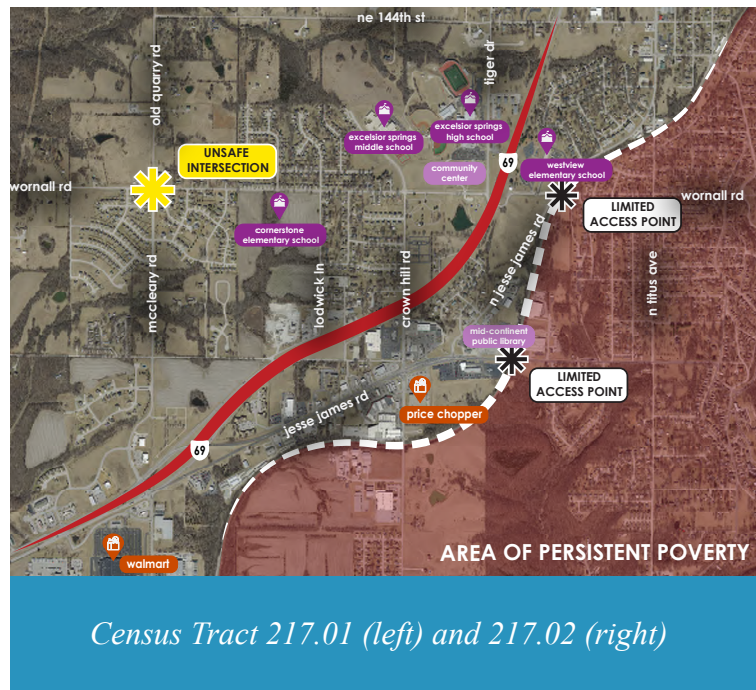 ne 144th st
old quarry rd
tiger dr
excelsior springs
middle school
excelsior springs
high school
UNSAFE
INTERSECTION
69
westview
elementary school
community
center
wornall rd
wornall rd
LIMITED
ACCESS POINT
cornerstone
elementary school
mccleary rd
lodwick ln
crown hill rd
n jesse james rd
n titus ave
mid-continent
public library
LIMITED
ACCESS POINT
price chopper
jesse james rd
69
walmart
AREA OF PERSISTENT POVERTY
Census Tract 217.01 (left) and 217.02 (right)